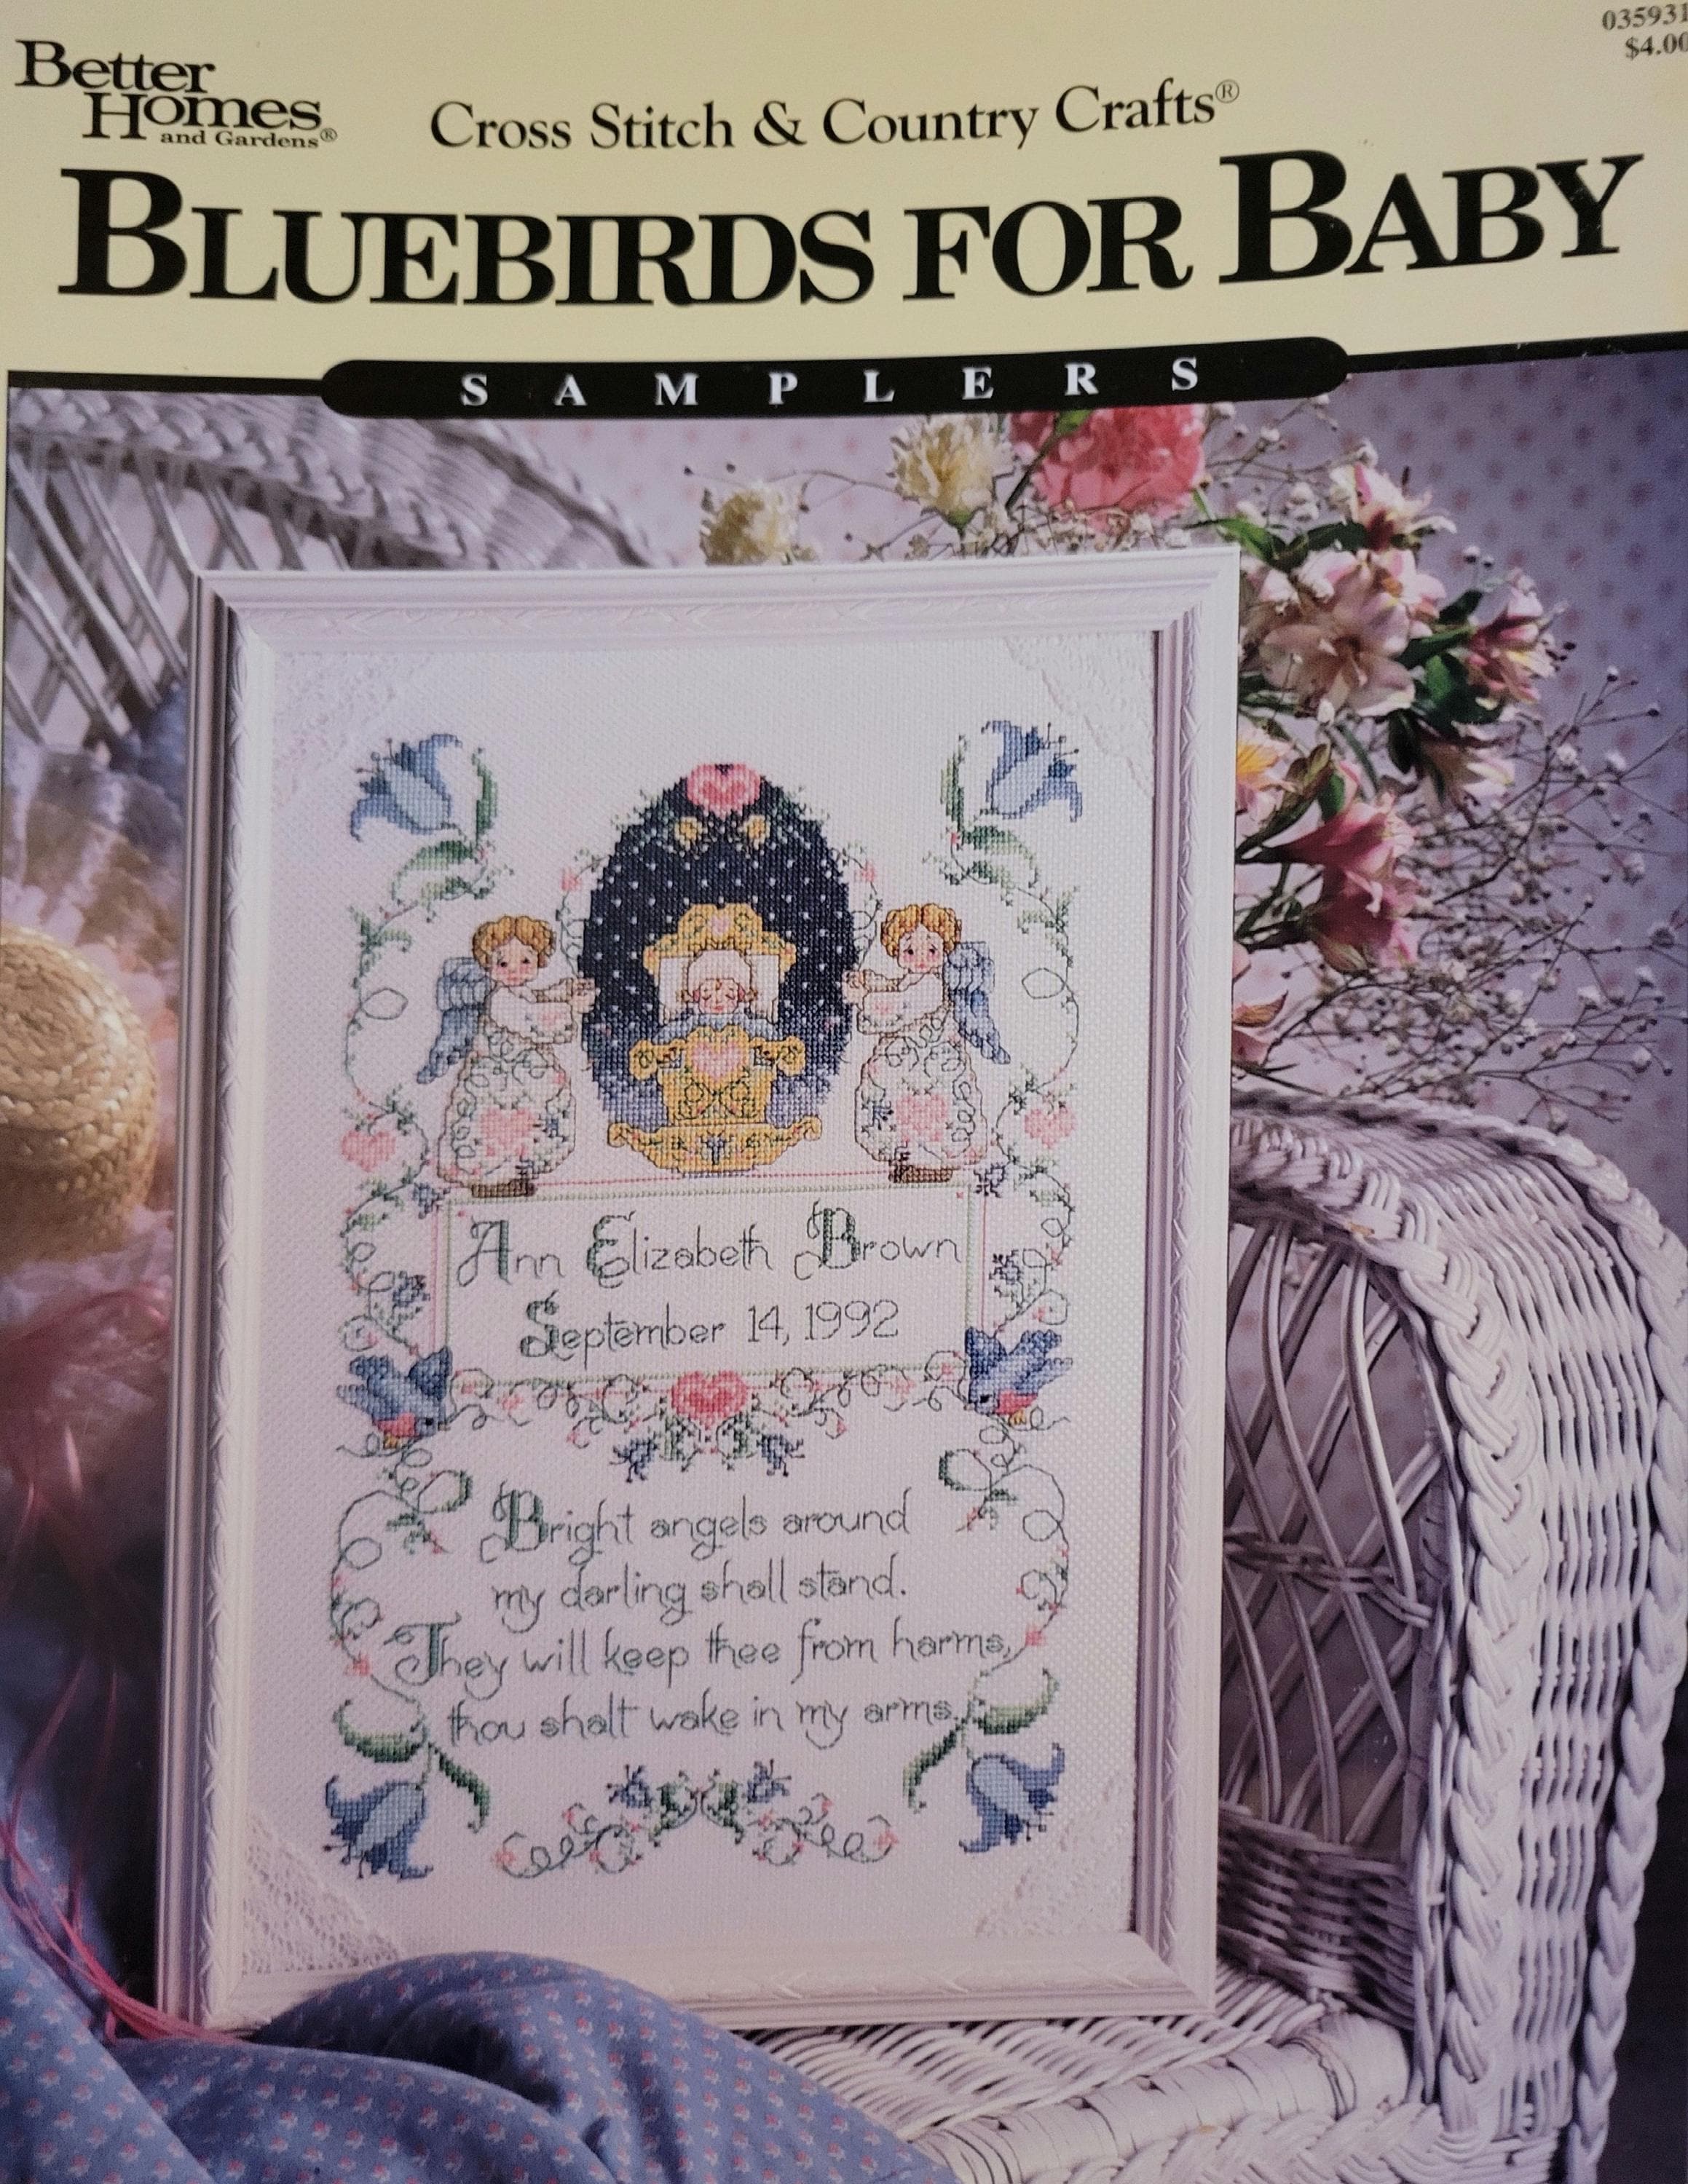 035931
$4.00
Better
Homes
and Gardens®
Cross Stitch & Country Crafts®
BLUEBIRDS FOR BABY
SAMPLERS
Ann Elizabeth Brown
September 14, 1992
Bright angels around
my darling shall stand.
They will keep thee from harms,
thou shalt wake in my arms.